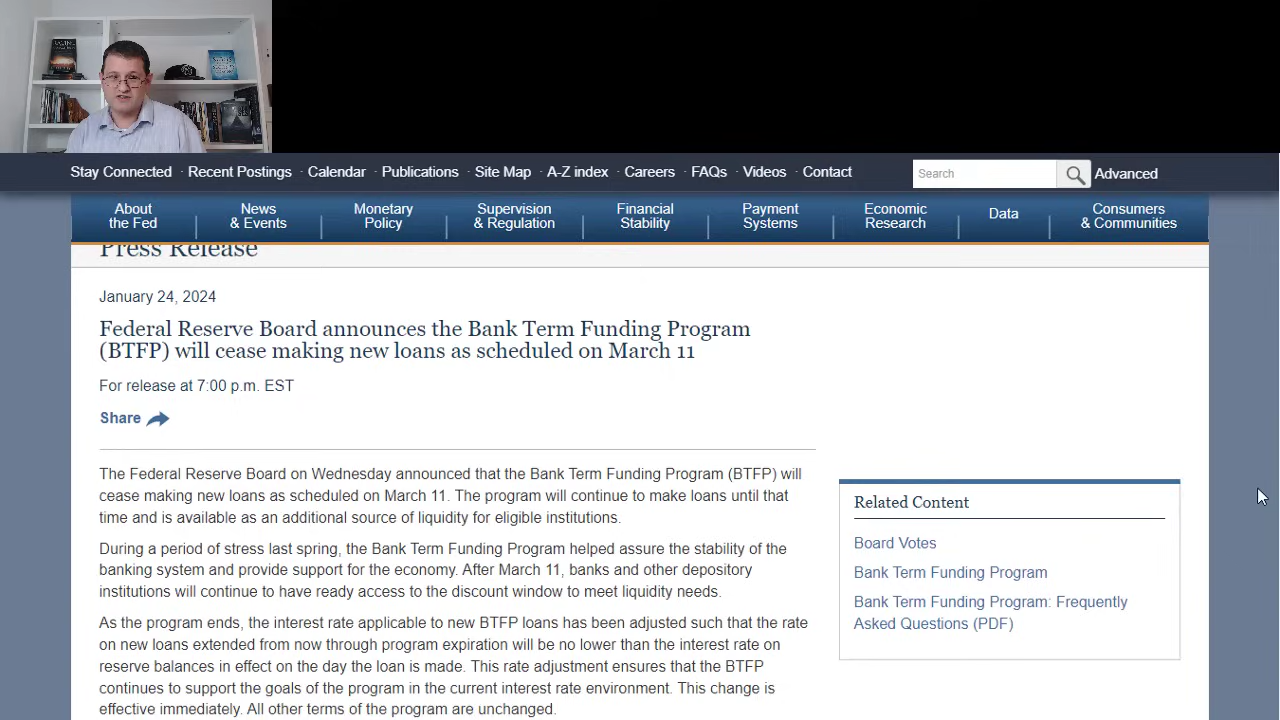 Stay Connected · Recent Postings · Calendar · Publications · Site Map · A-Z index · Careers · FAQs · Videos · Contact Search Advanced
About the Fed
News & Events
Monetary Policy
Supervision & Regulation
Financial Stability
Payment Systems
Economic Research
Data
Consumers & Communities
Press Release
January 24, 2024
Federal Reserve Board announces the Bank Term Funding Program
(BTFP) will cease making new loans as scheduled on March 11
For release at 7:00 p.m. EST
Share
The Federal Reserve Board on Wednesday announced that the Bank Term Funding Program (BTFP) will
cease making new loans as scheduled on March 11. The program will continue to make loans until that
time and is available as an additional source of liquidity for eligible institutions.
During a period of stress last spring, the Bank Term Funding Program helped assure the stability of the
banking system and provide support for the economy. After March 11, banks and other depository
institutions will continue to have ready access to the discount window to meet liquidity needs.
As the program ends, the interest rate applicable to new BTFP loans has been adjusted such that the rate
on new loans extended from now through program expiration will be no lower than the interest rate on
reserve balances in effect on the day the loan is made. This rate adjustment ensures that the BTFP
continues to support the goals of the program in the current interest rate environment. This change is
effective immediately. All other terms of the program are unchanged.
Related Content
Board Votes
Bank Term Funding Program
Bank Term Funding Program: Frequently
Asked Questions (PDF)